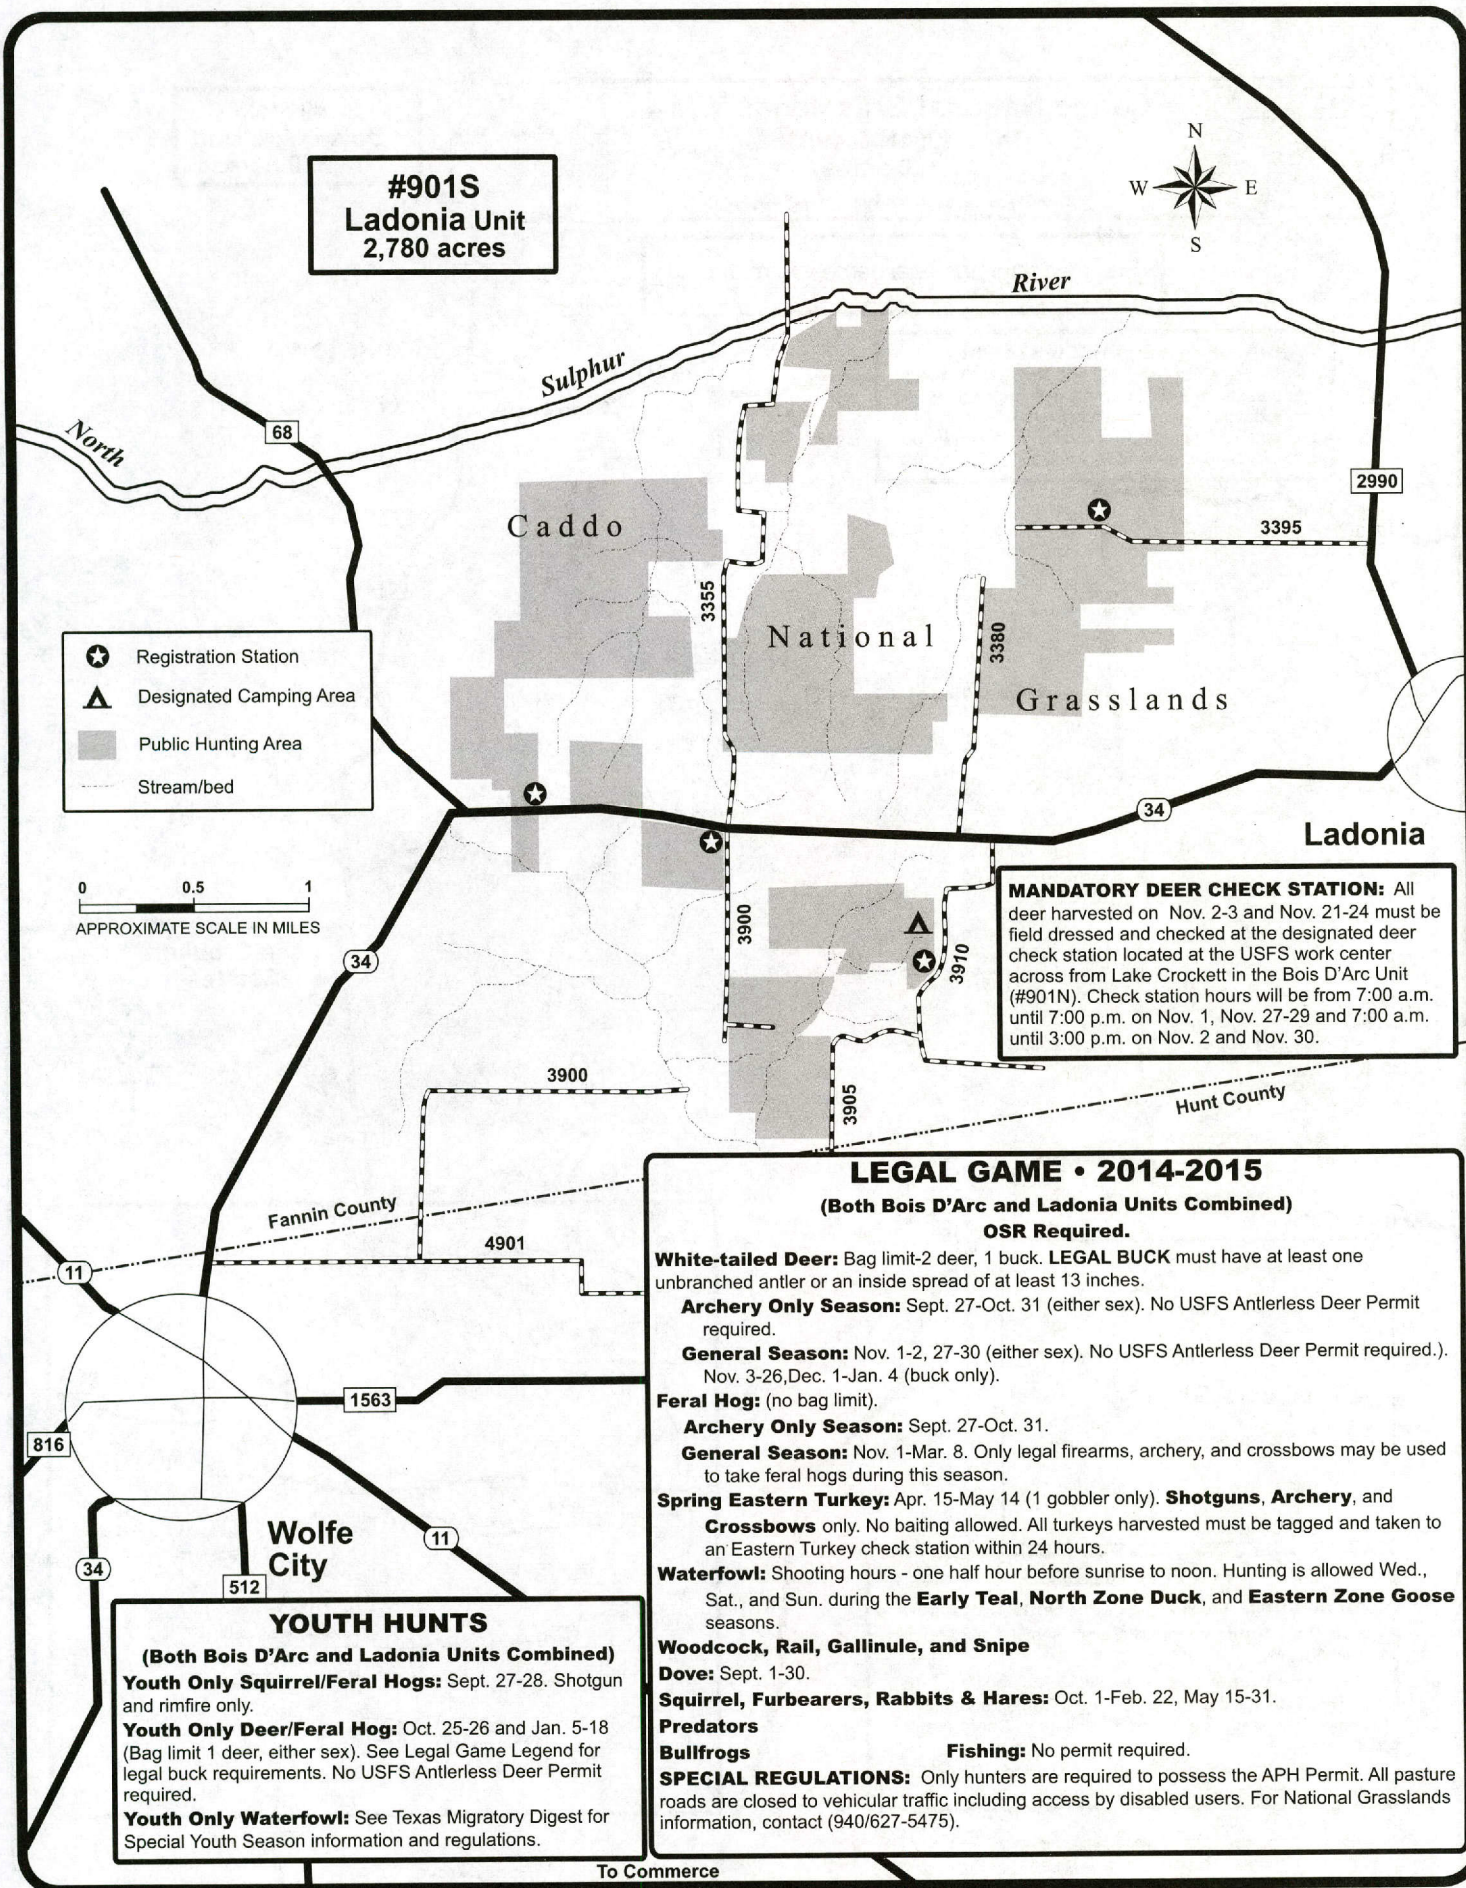 #901S
Ladonia Unit
2,780 acres
N
W E
S
River
Sulphur
North
68
2990
Caddo
3395
3355
National
3380
Grasslands
Registration Station
Designated Camping Area
Public Hunting Area
Stream/bed
34
Ladonia
0 0.5 1
APPROXIMATE SCALE IN MILES
34
3900
3910
MANDATORY DEER CHECK STATION: All
deer harvested on Nov. 2-3 and Nov. 21-24 must be
field dressed and checked at the designated deer
check station located at the USFS work center
across from Lake Crockett in the Bois D'Arc Unit
(#901N). Check station hours will be from 7:00 a.m.
until 7:00 p.m. on Nov. 1, Nov. 27-29 and 7:00 a.m.
until 3:00 p.m. on Nov. 2 and Nov. 30.
3900
3905
Hunt County
Fannin County
4901
11
1563
816
Wolfe
City
11
34
512
LEGAL GAME • 2014-2015
(Both Bois D'Arc and Ladonia Units Combined)
OSR Required.
White-tailed Deer: Bag limit-2 deer, 1 buck. LEGAL BUCK must have at least one
unbranched antler or an inside spread of at least 13 inches.
Archery Only Season: Sept. 27-Oct. 31 (either sex). No USFS Antlerless Deer Permit
required.
General Season: Nov. 1-2, 27-30 (either sex). No USFS Antlerless Deer Permit required.).
Nov. 3-26,Dec. 1-Jan. 4 (buck only).
Feral Hog: (no bag limit).
Archery Only Season: Sept. 27-Oct. 31.
General Season: Nov. 1-Mar. 8. Only legal firearms, archery, and crossbows may be used
to take feral hogs during this season.
Spring Eastern Turkey: Apr. 15-May 14 (1 gobbler only). Shotguns, Archery, and
Crossbows only. No baiting allowed. All turkeys harvested must be tagged and taken to
an Eastern Turkey check station within 24 hours.
Waterfowl: Shooting hours - one half hour before sunrise to noon. Hunting is allowed Wed.,
Sat., and Sun. during the Early Teal, North Zone Duck, and Eastern Zone Goose
seasons.
Woodcock, Rail, Gallinule, and Snipe
Dove: Sept. 1-30.
Squirrel, Furbearers, Rabbits & Hares: Oct. 1-Feb. 22, May 15-31.
Predators
Bullfrogs Fishing: No permit required.
SPECIAL REGULATIONS: Only hunters are required to possess the APH Permit. All pasture
roads are closed to vehicular traffic including access by disabled users. For National Grasslands
information, contact (940/627-5475).
YOUTH HUNTS
(Both Bois D'Arc and Ladonia Units Combined)
Youth Only Squirrel/Feral Hogs: Sept. 27-28. Shotgun
and rimfire only.
Youth Only Deer/Feral Hog: Oct. 25-26 and Jan. 5-18
(Bag limit 1 deer, either sex). See Legal Game Legend for
legal buck requirements. No USFS Antlerless Deer Permit
required.
Youth Only Waterfowl: See Texas Migratory Digest for
Special Youth Season information and regulations.
To Commerce